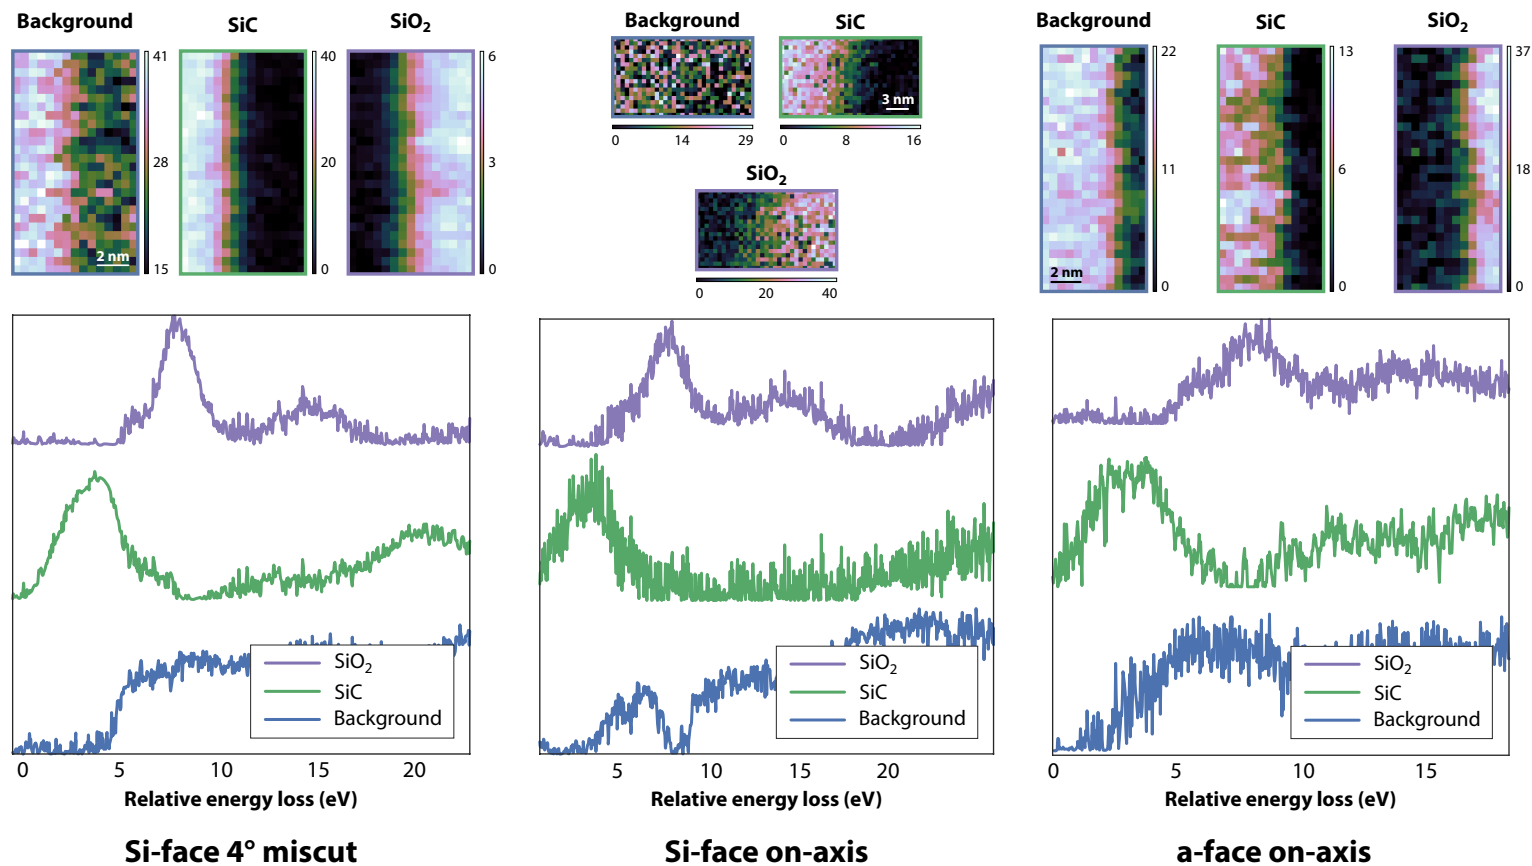 Background
SiC
SiO2
41
28
15
2 nm
40
20
0
6
3
0
Background
SiC
3 nm
0
14
29
0
8
16
SiO2
0
20
40
Background
SiC
SiO2
22
11
0
2 nm
13
6
0
37
18
0
SiO2
SiC
Background
0
5
10
15
20
Relative energy loss (eV)
Si-face 4° miscut
SiO2
SiC
Background
5
10
15
20
Relative energy loss (eV)
Si-face on-axis
SiO2
SiC
Background
0
5
10
15
Relative energy loss (eV)
a-face on-axis